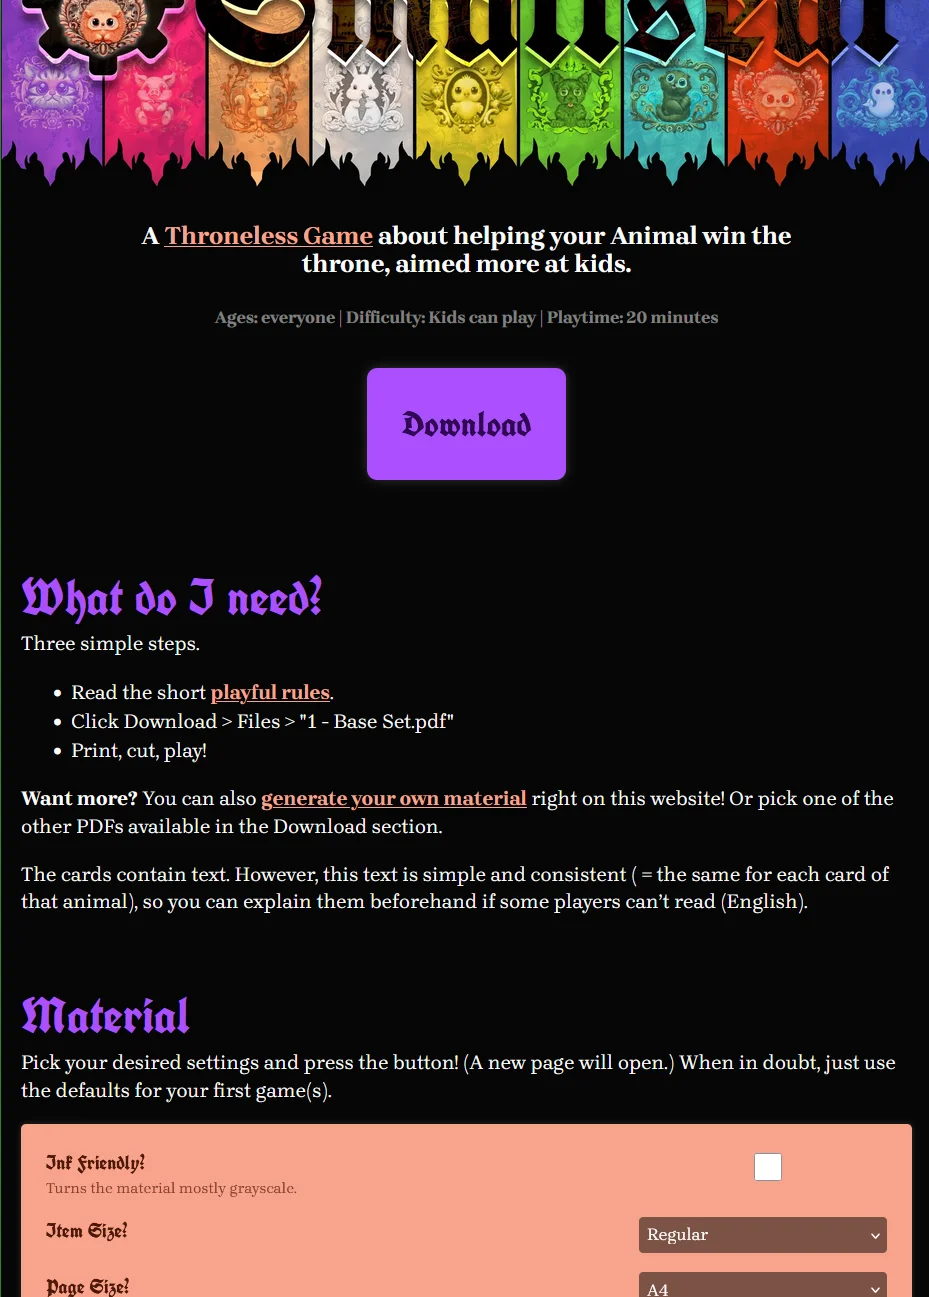 A Throneless Game about helping your Animal win the
throne, aimed more at kids.
Ages: everyone | Difficulty: Kids can play | Playtime: 20 minutes
Download
What do I need?
Three simple steps.
• Read the short playful rules.
• Click Download > Files > "1 - Base Set.pdf"
• Print, cut, play!
Want more? You can also generate your own material right on this website! Or pick one of the
other PDFs available in the Download section.
The cards contain text. However, this text is simple and consistent ( = the same for each card of
that animal), so you can explain them beforehand if some players can’t read (English).
Material
Pick your desired settings and press the button! (A new page will open.) When in doubt, just use
the defaults for your first game(s).
Ink Friendly?
Turns the material mostly grayscale.
Item Size?
Regular
Page Size?
A4